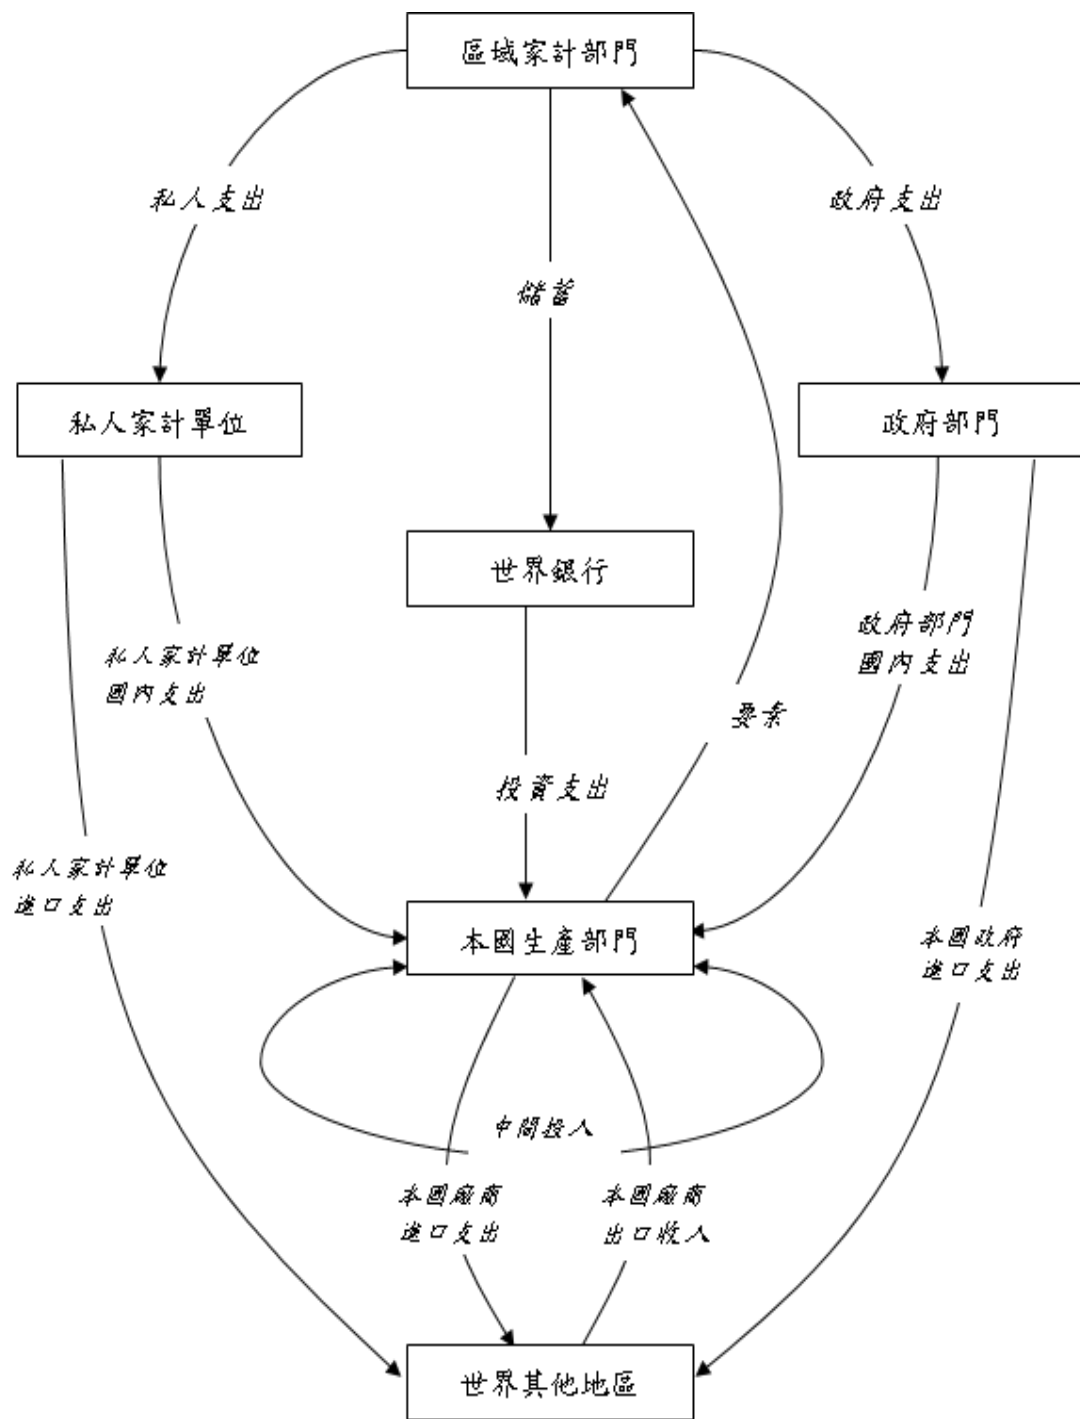 區域家計部門
私人支出
政府支出
儲蓄
私人家計單位
政府部門
世界銀行
政府部門
國內支出
私人家計單位
國內支出
要素
投資支出
私人家計單位
進口支出
本國生產部門
本國政府
進口支出
中間投入
本國廠商
進口支出
本國廠商
出口收入
世界其他地區